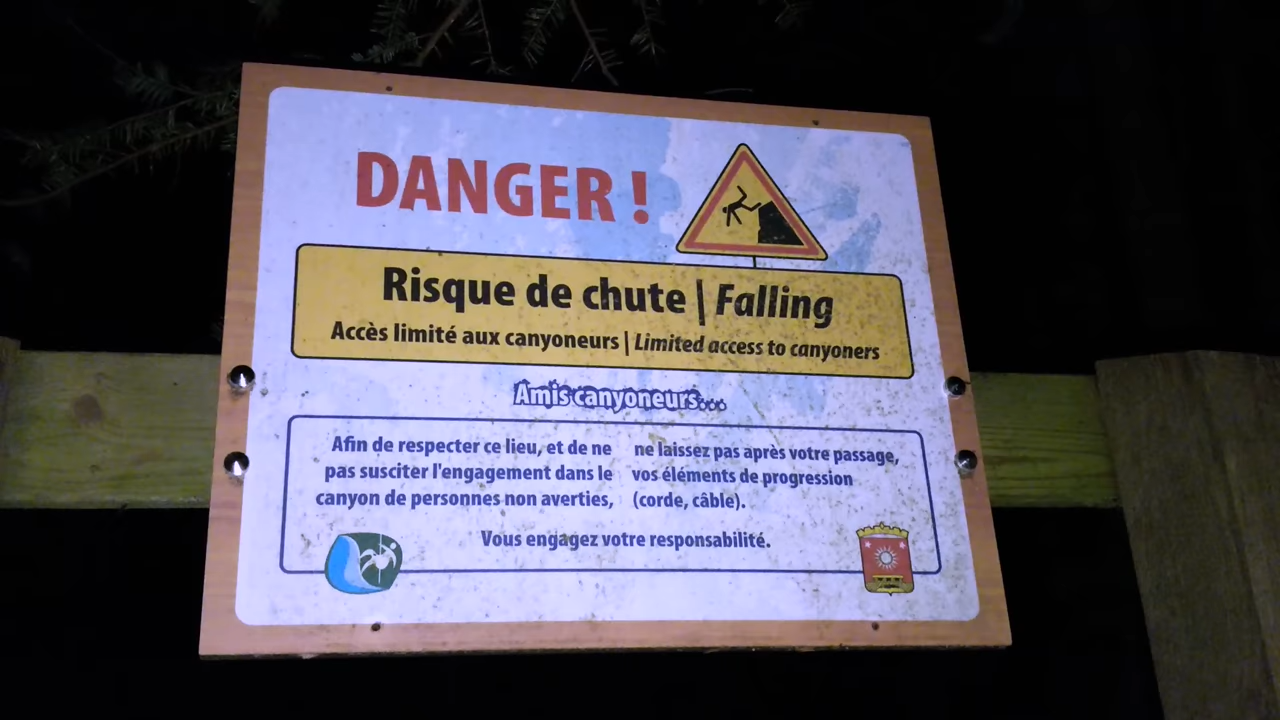 DANGER !
Risque de chute | Falling
Accès limité aux canyoneurs | Limited access to canyoners
Amis canyoneurs...
Afin de respecter ce lieu, et de ne
pas susciter l'engagement dans le
canyon de personnes non averties,
ne laissez pas après votre passage,
vos éléments de progression
(corde, câble).
Vous engagez votre responsabilité.